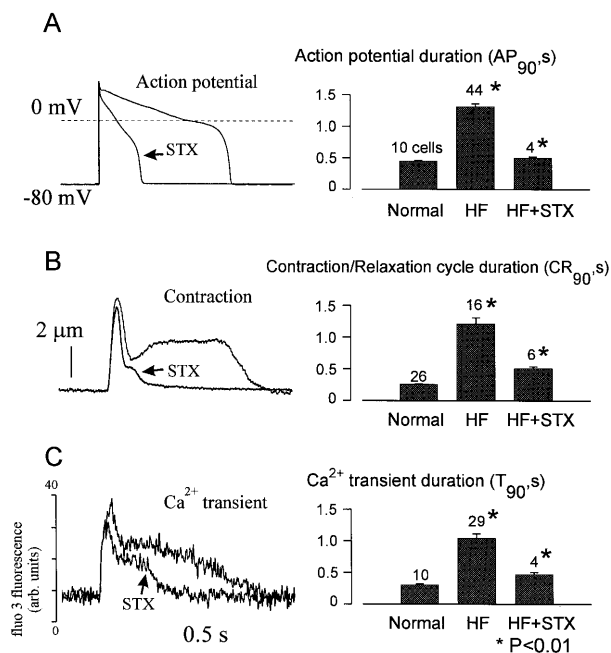 A
Action potential duration (AP90,s)
Action potential
0 mV
STX
-80 mV
1.5
1.0
0.5
0
10 cells
44 *
4 *
Normal HF HF+STX
B
Contraction/Relaxation cycle duration (CR90,s)
Contraction
2 μm
STX
1.5
1.0
0.5
0
26
16 *
6 *
Normal HF HF+STX
C
Ca2+ transient duration (T90,s)
40
0
fluo 3 fluorescence
(arb. units)
Ca2+ transient
STX
0.5 s
1.5
1.0
0.5
0
10
29 *
4 *
Normal HF HF+STX
* P<0.01